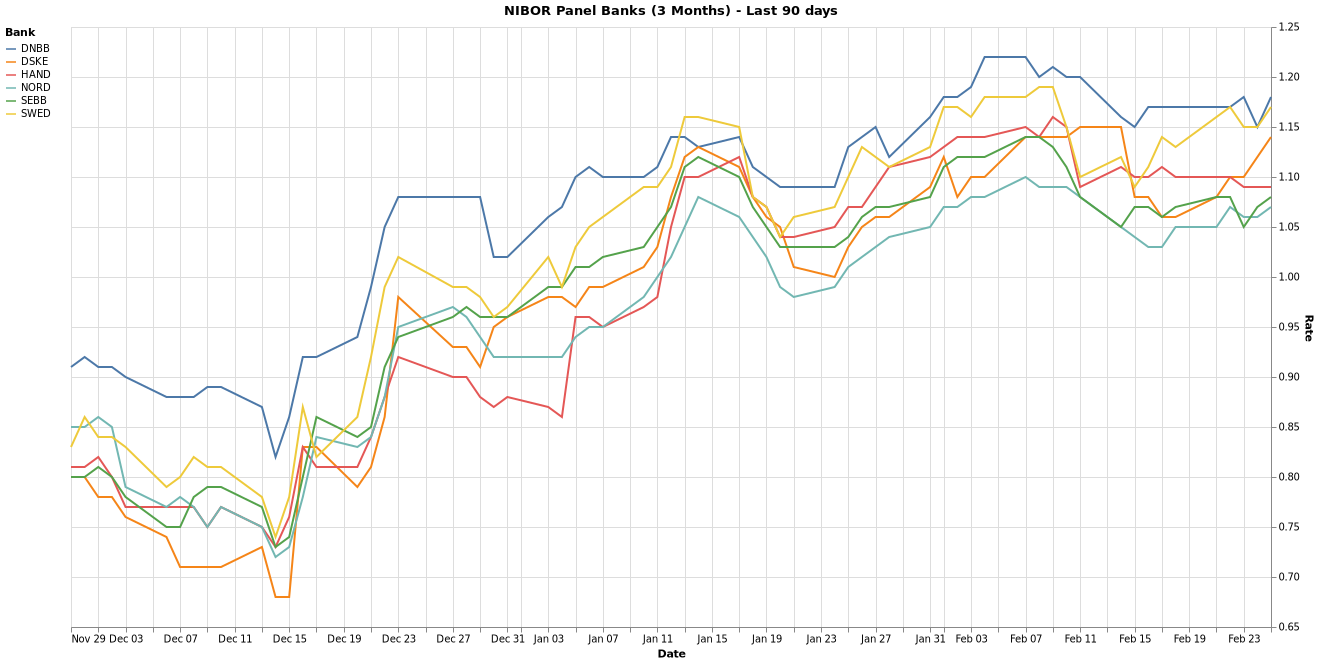 NIBOR Panel Banks (3 Months) - Last 90 days
Bank
DNBB
DSKE
HAND
NORD
SEBB
SWED
1.25
1.20
1.15
1.10
1.05
1.00
0.95
0.90
0.85
0.80
0.75
0.70
0.65
Rate
Nov 29 Dec 03 Dec 07 Dec 11 Dec 15 Dec 19 Dec 23 Dec 27 Dec 31 Jan 03 Jan 07 Jan 11 Jan 15 Jan 19 Jan 23 Jan 27 Jan 31 Feb 03 Feb 07 Feb 11 Feb 15 Feb 19 Feb 23
Date